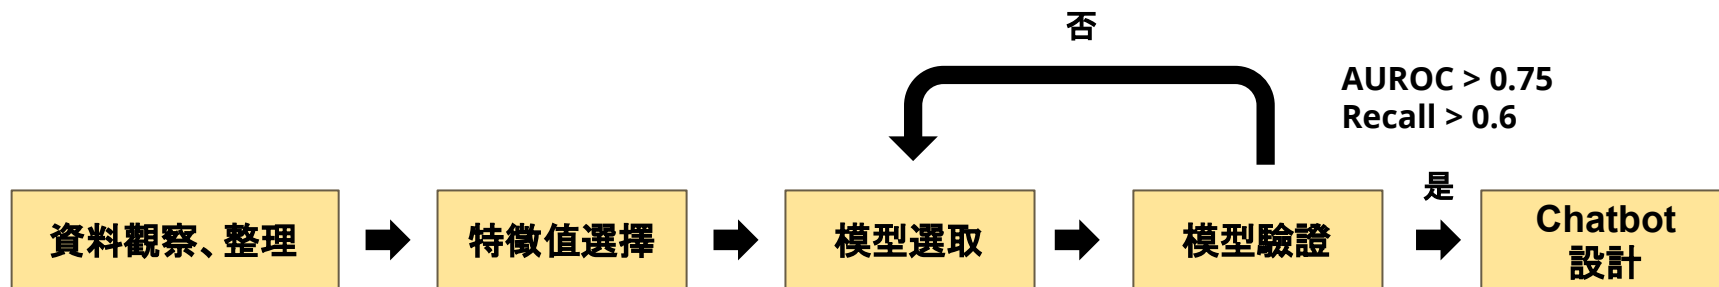 否
AUROC > 0.75
Recall > 0.6
是
資料觀察、整理
特徵值選擇
模型選取
模型驗證
Chatbot
設計